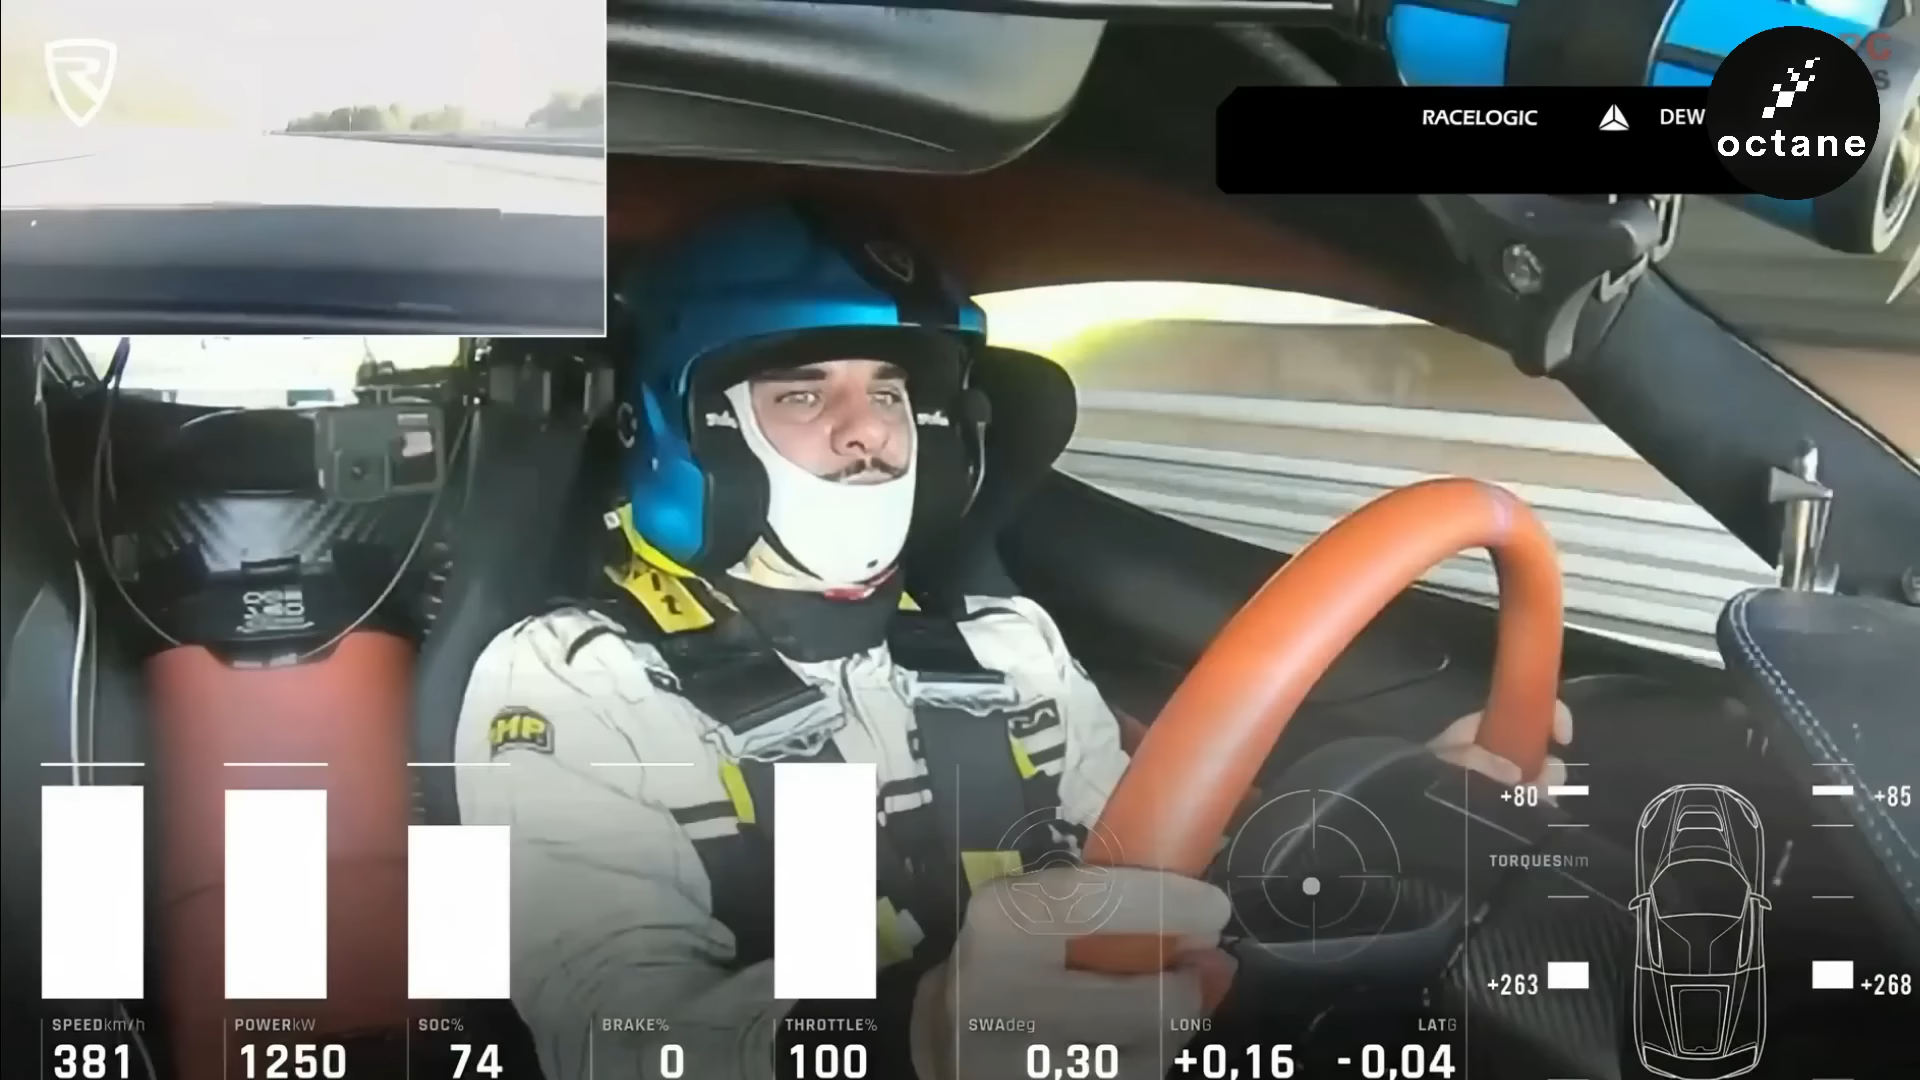 RACELOGIC
DEW
octane
HP
+80
+85
TORQUESNm
+263
+268
SPEEDkm/h
381
POWERkW
1250
SOC%
74
BRAKE%
0
THROTTLE%
100
SWAdeg
0,30
LONG
+0,16
LATG
-0,04